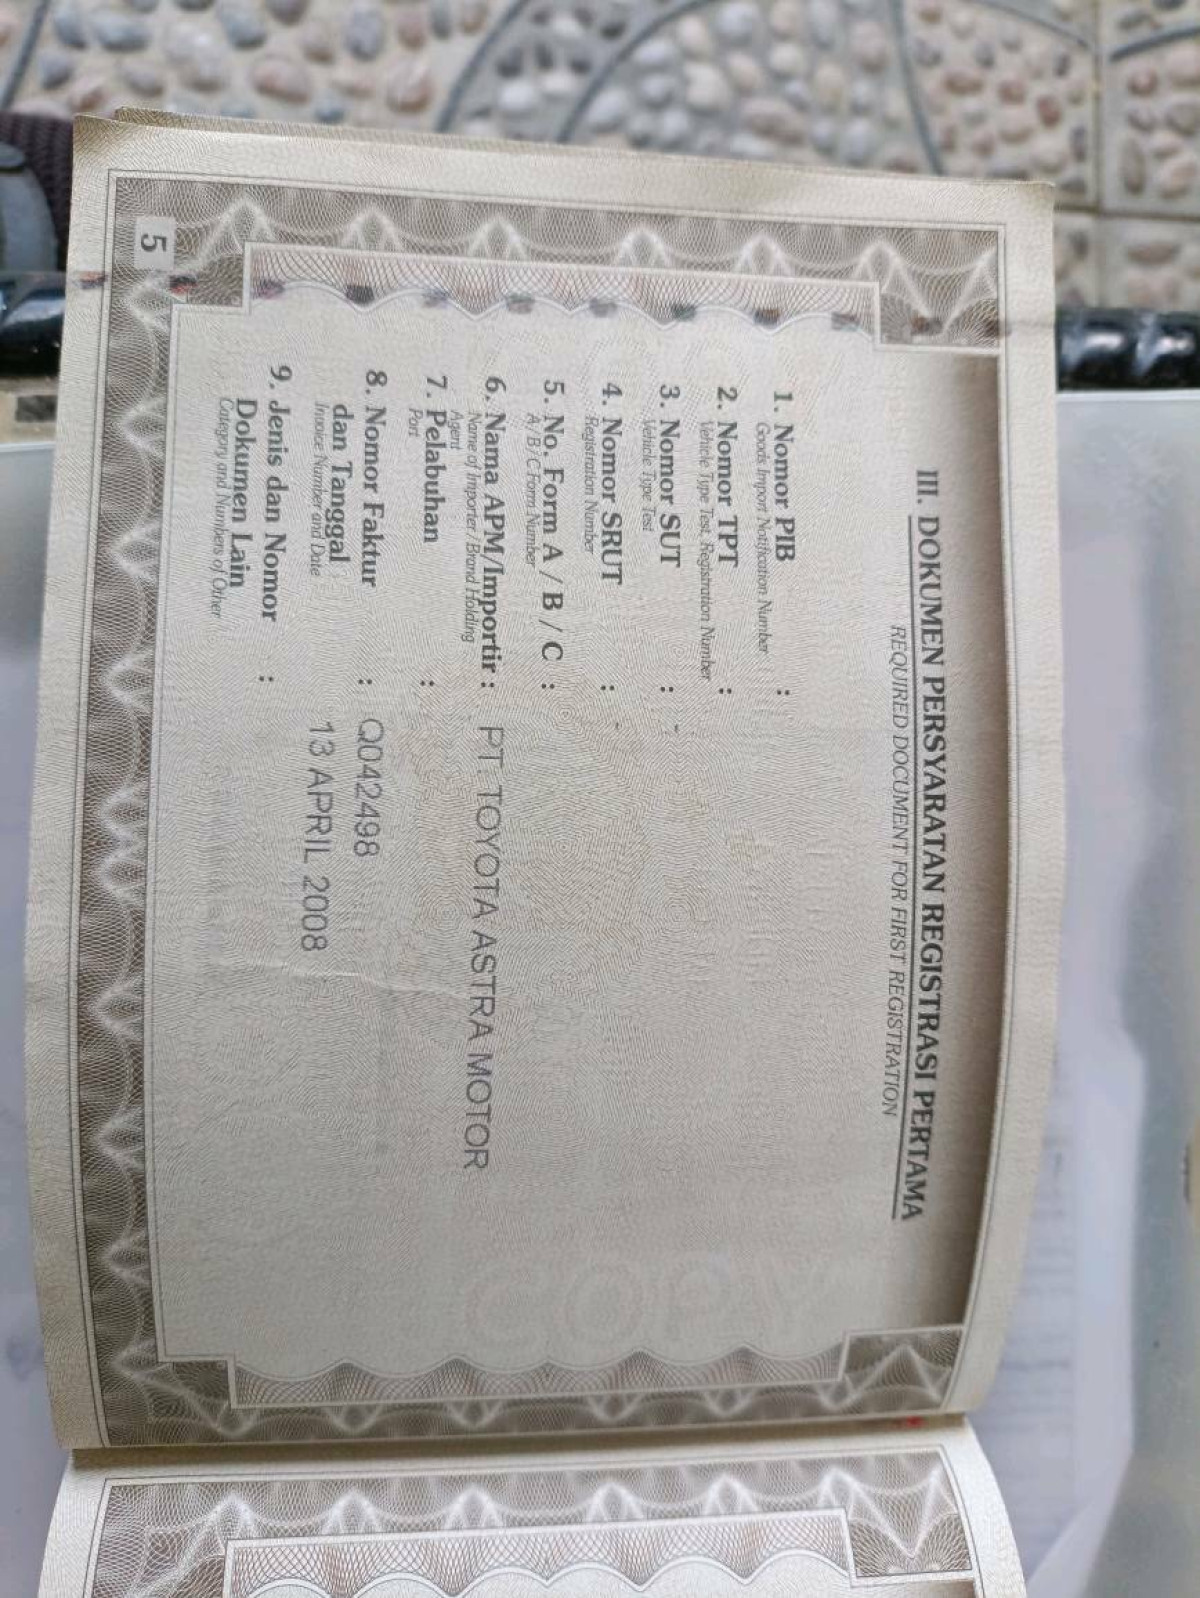 III. DOKUMEN PERSYARATAN REGISTRASI PERTAMA
REQUIRED DOCUMENT FOR FIRST REGISTRATION
1. Nomor PIB :
Goods Import Notification Number
2. Nomor TPT :
Vehicle Type Test, Registration Number
3. Nomor SUT : -
Vehicle Type Test
4. Nomor SRUT : -
Registration Number
5. No. Form A / B / C :
A / B / C Form Number
6. Nama APM/Importir : PT. TOYOTA ASTRA MOTOR
Name of Importer / Brand Holding
Agent
7. Pelabuhan :
Port
8. Nomor Faktur : Q042498
dan Tanggal 13 APRIL 2008
Invoice Number and Date
9. Jenis dan Nomor :
Dokumen Lain
Category and Numbers of Other
5
COPY